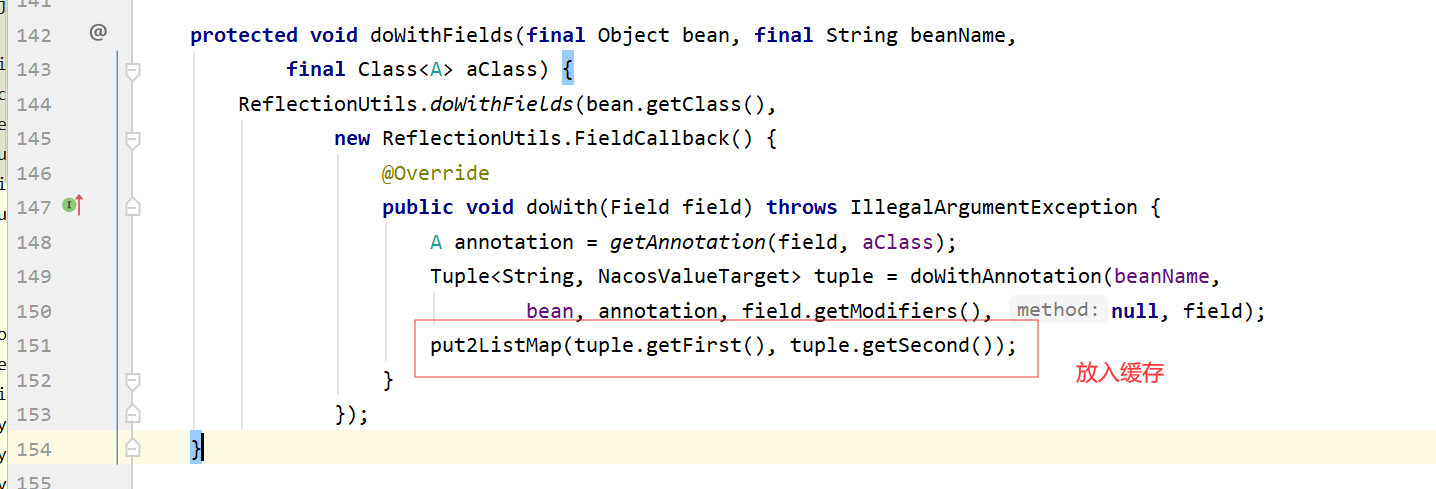 141
142 @ protected void doWithFields(final Object bean, final String beanName,
143 final Class<A> aClass) {
144 ReflectionUtils.doWithFields(bean.getClass(),
145 new ReflectionUtils.FieldCallback() {
146 @Override
147 public void doWith(Field field) throws IllegalArgumentException {
148 A annotation = getAnnotation(field, aClass);
149 Tuple<String, NacosValueTarget> tuple = doWithAnnotation(beanName,
150 bean, annotation, field.getModifiers(), method: null, field);
151 put2ListMap(tuple.getFirst(), tuple.getSecond());
放入缓存
152 }
153 });
154 }
155